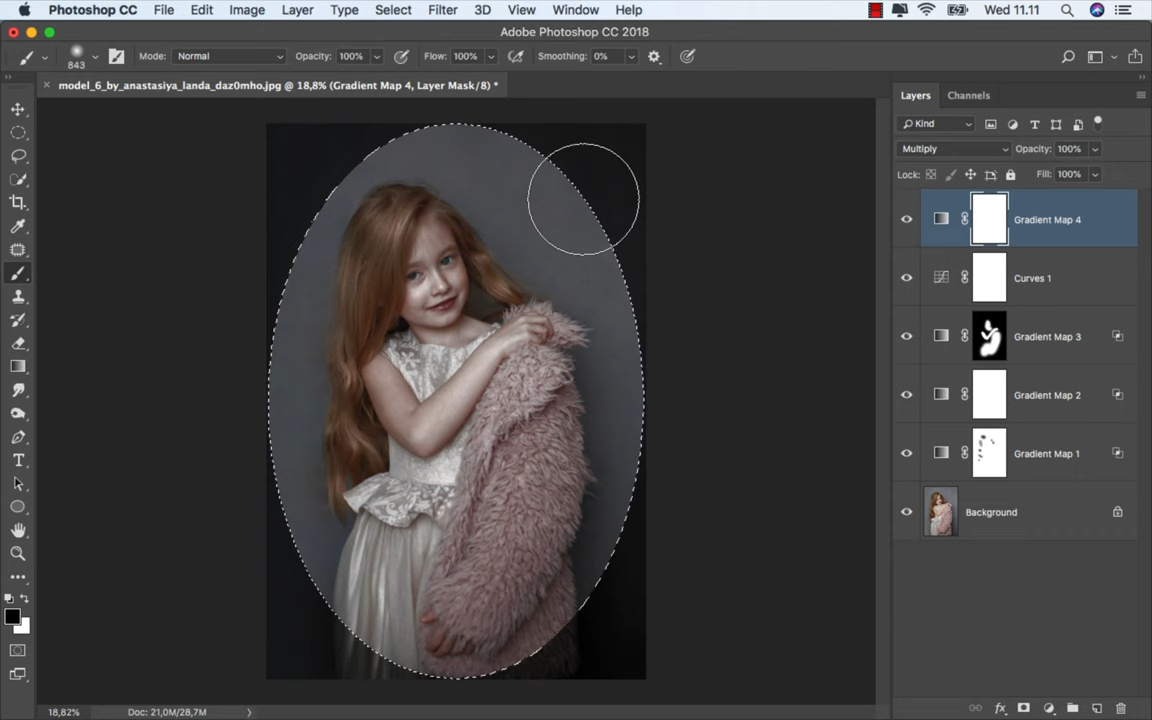 Photoshop CC File Edit Image Layer Type Select Filter 3D View Window Help Wed 11.11
Adobe Photoshop CC 2018
843 Mode: Normal Opacity: 100% Flow: 100% Smoothing: 0%
model_6_by_anastasiya_landa_daz0mho.jpg @ 18,8% (Gradient Map 4, Layer Mask/8) *
Layers Channels
Kind
Multiply Opacity: 100%
Lock: Fill: 100%
Gradient Map 4
Curves 1
Gradient Map 3
Gradient Map 2
Gradient Map 1
Background
18,82% Doc: 21,0M/28,7M